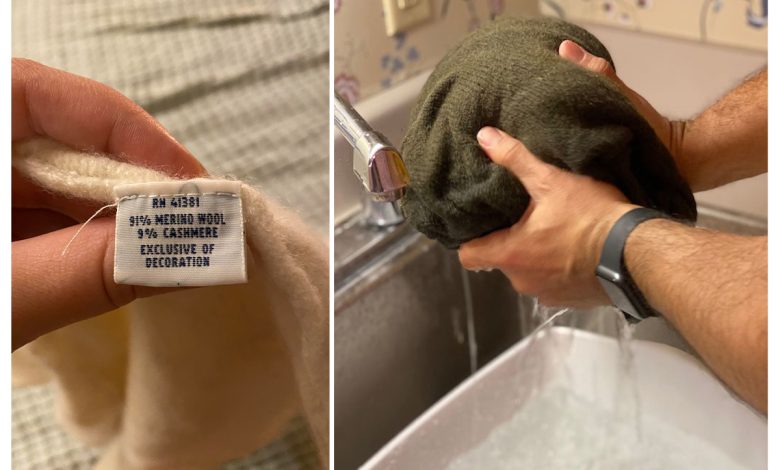 RN 41381
91% MERINO WOOL
9% CASHMERE
EXCLUSIVE OF
DECORATION